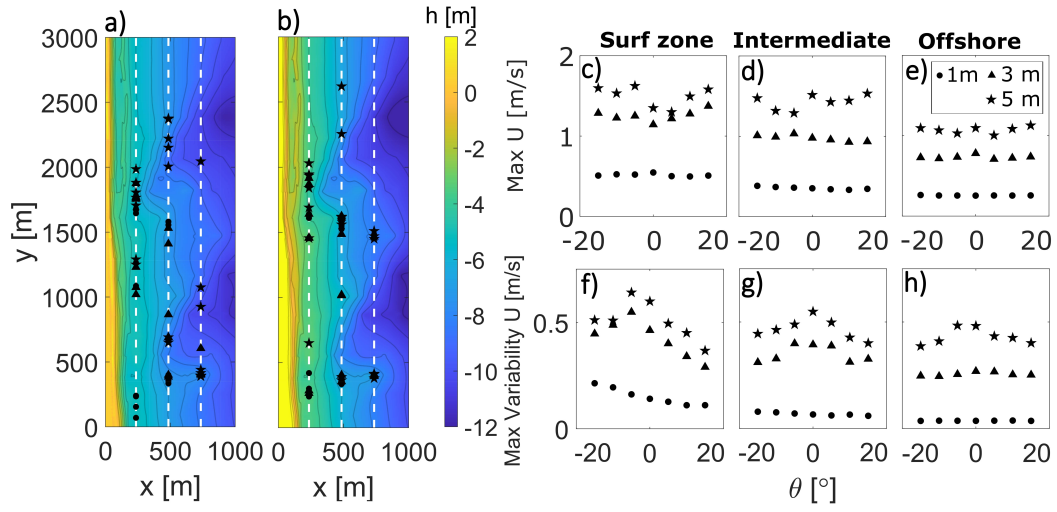 a)
b)
h [m]
3000
2500
2000
1500
1000
500
0
y [m]
0
500
1000
x [m]
0
500
1000
x [m]
2
0
-2
-4
-6
-8
-10
-12
Surf zone
Intermediate
Offshore
Max U [m/s]
2
1
0
c)
d)
e)
1m
3 m
5 m
-20
0
20
-20
0
20
-20
0
20
Max Variability U [m/s]
0.5
0
f)
g)
h)
-20
0
20
-20
0
20
-20
0
20
θ [°]